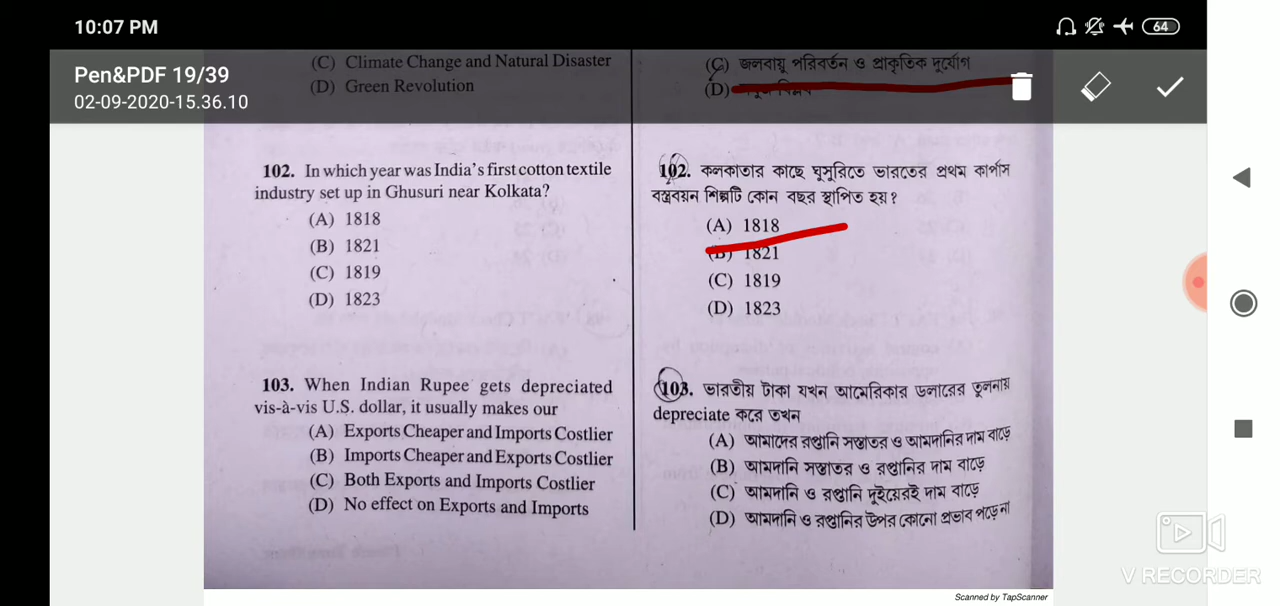 10:07 PM
64
Pen&PDF 19/39
02-09-2020-15.36.10
(C) Climate Change and Natural Disaster
(D) Green Revolution
102. In which year was India's first cotton textile
industry set up in Ghusuri near Kolkata?
(A) 1818
(B) 1821
(C) 1819
(D) 1823
103. When Indian Rupee gets depreciated
vis-à-vis U.S. dollar, it usually makes our
(A) Exports Cheaper and Imports Costlier
(B) Imports Cheaper and Exports Costlier
(C) Both Exports and Imports Costlier
(D) No effect on Exports and Imports
(C) জলবায়ু পরিবর্তন ও প্রাকৃতিক দুর্যোগ
(D)
102. কলকাতার কাছে ঘুসুরিতে ভারতের প্রথম কার্পাস
বস্ত্রবয়ন শিল্পটি কোন বছর স্থাপিত হয়?
(A) 1818
(B) 1821
(C) 1819
(D) 1823
103. ভারতীয় টাকা যখন আমেরিকার ডলারের তুলনায়
depreciate করে তখন
(A) আমাদের রপ্তানি সস্তাতর ও আমদানির দাম বাড়ে
(B) আমদানি সস্তাতর ও রপ্তানির দাম বাড়ে
(C) আমদানি ও রপ্তানি দুইয়েরই দাম বাড়ে
(D) আমদানি ও রপ্তানির উপর কোনো প্রভাব পড়ে না
V RECORDER
Scanned by TapScanner